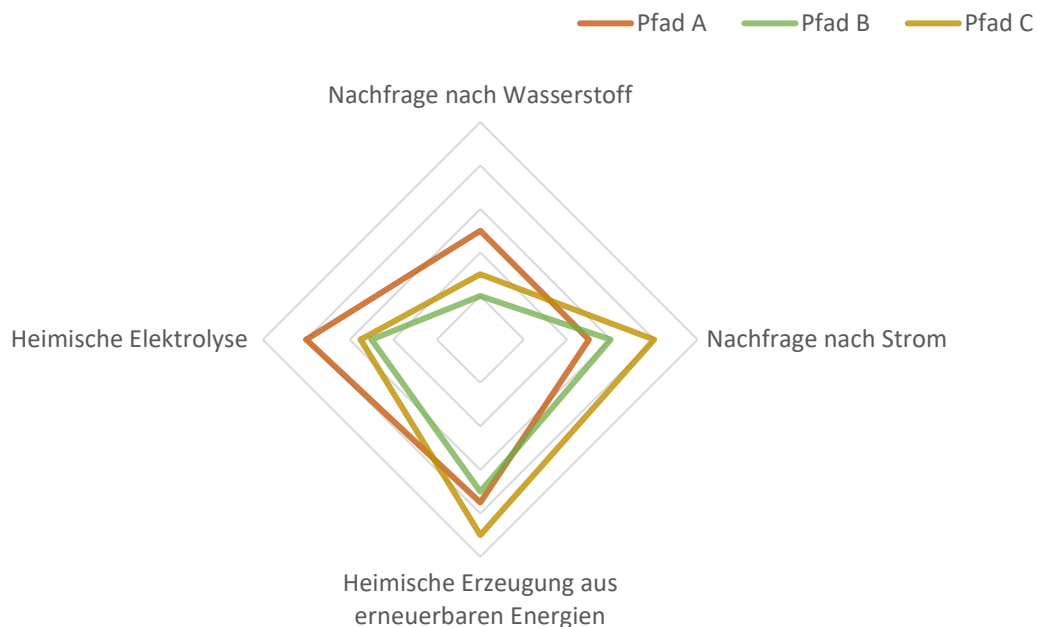 Pfad A Pfad B Pfad C
Nachfrage nach Wasserstoff
Heimische Elektrolyse
Nachfrage nach Strom
Heimische Erzeugung aus
erneuerbaren Energien